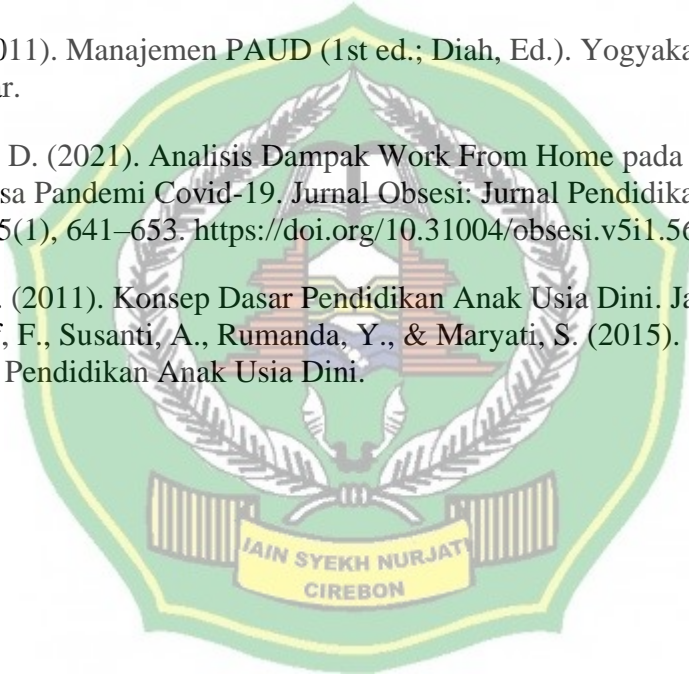 011). Manajemen PAUD (1st ed.; Diah, Ed.). Yogyaka
ar.
D. (2021). Analisis Dampak Work From Home pada
sa Pandemi Covid-19. Jurnal Obsesi: Jurnal Pendidika
5(1), 641–653. https://doi.org/10.31004/obsesi.v5i1.56
. (2011). Konsep Dasar Pendidikan Anak Usia Dini. Ja
f, F., Susanti, A., Rumanda, Y., & Maryati, S. (2015).
Pendidikan Anak Usia Dini.
IAIN SYEKH NURJATI
CIREBON